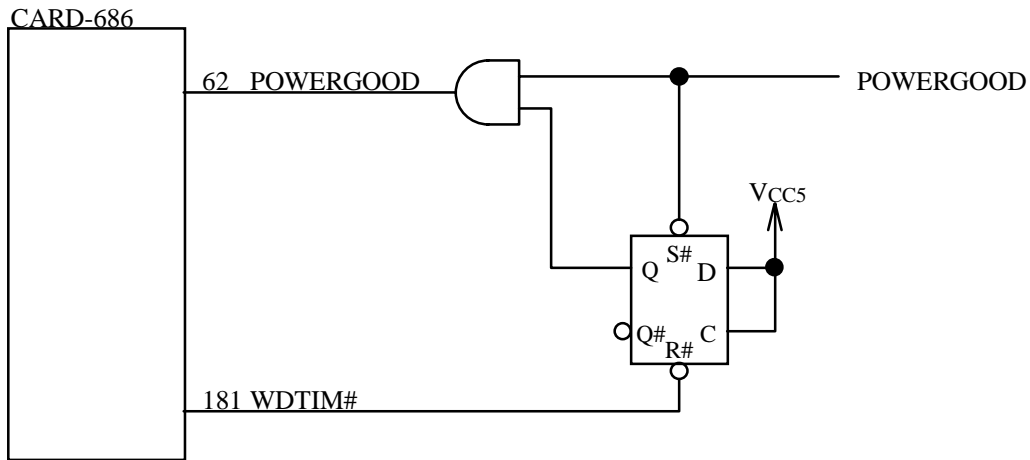 CARD-686
62 POWERGOOD
POWERGOOD
VCC5
S#
Q D
Q# C
R#
181 WDTIM#